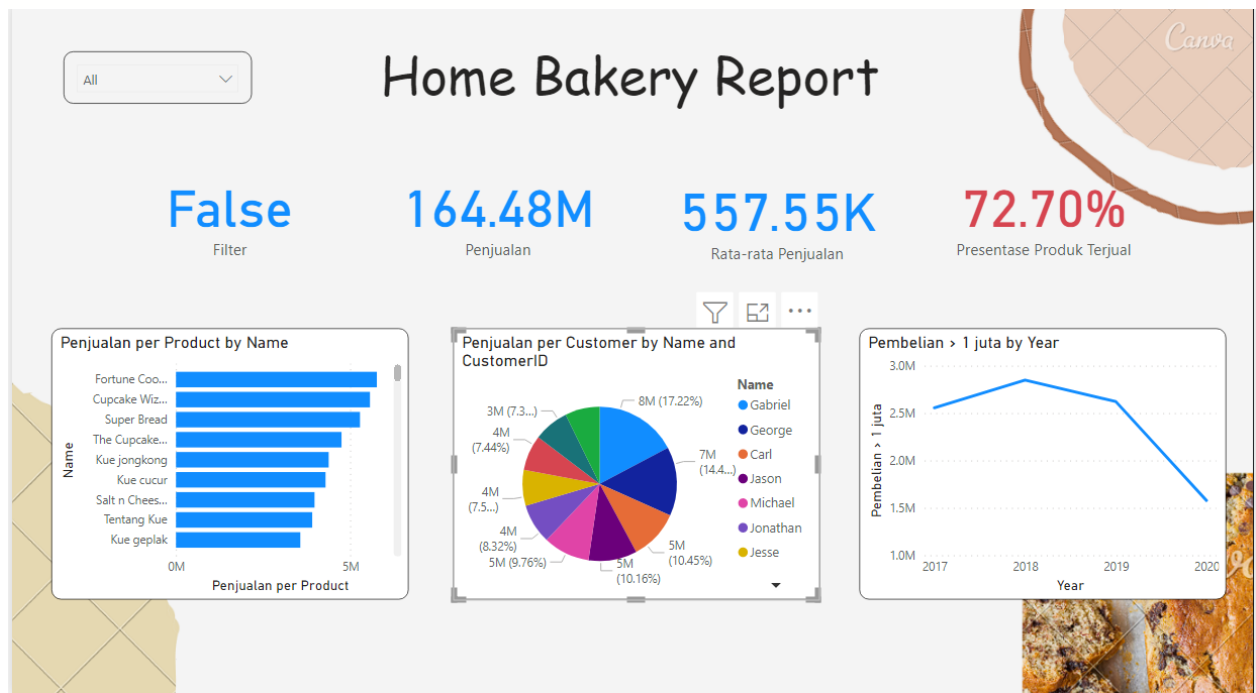 Canva
All
Home Bakery Report
False
Filter
164.48M
Penjualan
557.55K
Rata-rata Penjualan
72.70%
Presentase Produk Terjual
Penjualan per Product by Name
Name
Fortune Coo...
Cupcake Wiz...
Super Bread
The Cupcake...
Kue jongkong
Kue cucur
Salt n Chees...
Tentang Kue
Kue geplak
0M
5M
Penjualan per Product
Penjualan per Customer by Name and
CustomerID
8M (17.22%)
7M
(14.4...)
5M
(10.45%)
5M
(10.16%)
5M (9.76%)
4M
(8.32%)
4M
(7.5...)
4M
(7.44%)
3M (7.3...)
Name
Gabriel
George
Carl
Jason
Michael
Jonathan
Jesse
Pembelian > 1 juta by Year
Pembelian > 1 juta
3.0M
2.5M
2.0M
1.5M
1.0M
2017
2018
2019
2020
Year